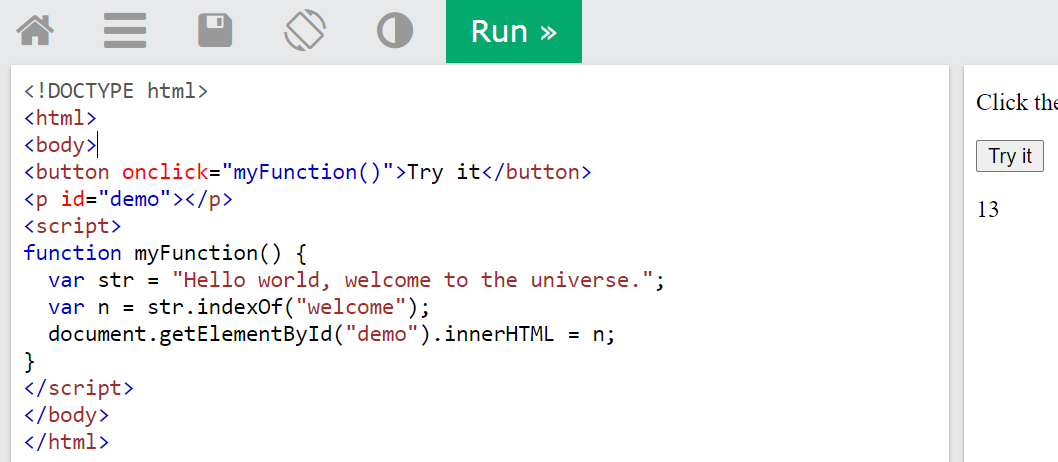 Run »
<!DOCTYPE html>
<html>
<body>
<button onclick="myFunction()">Try it</button>
<p id="demo"></p>
<script>
function myFunction() {
  var str = "Hello world, welcome to the universe.";
  var n = str.indexOf("welcome");
  document.getElementById("demo").innerHTML = n;
}
</script>
</body>
</html>
Click the
Try it
13